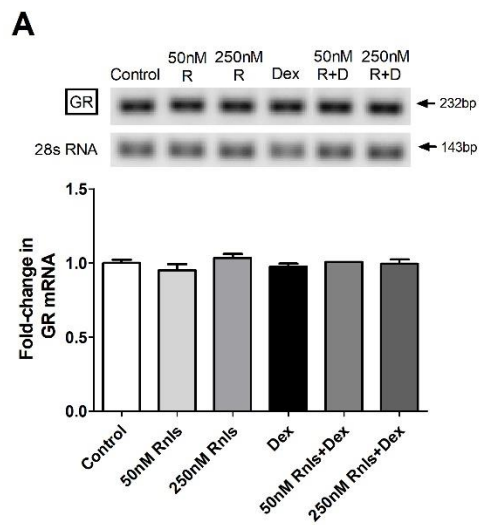 A
Control 50nM R 250nM R Dex 50nM R+D 250nM R+D
GR 232bp
28s RNA 143bp
Fold-change in
GR mRNA
1.5
1.0
0.5
0.0
Control
50nM Rnls
250nM Rnls
Dex
50nM Rnls+Dex
250nM Rnls+Dex